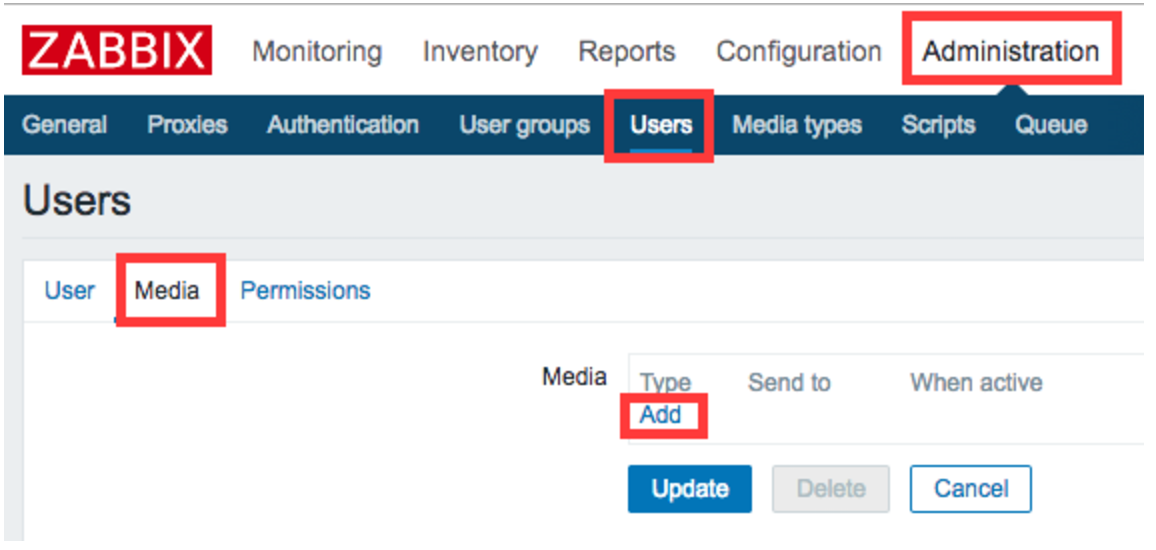 ZABBIX Monitoring Inventory Reports Configuration Administration
General Proxies Authentication User groups Users Media types Scripts Queue
Users
User Media Permissions
Media Type Send to When active
Add
Update Delete Cancel